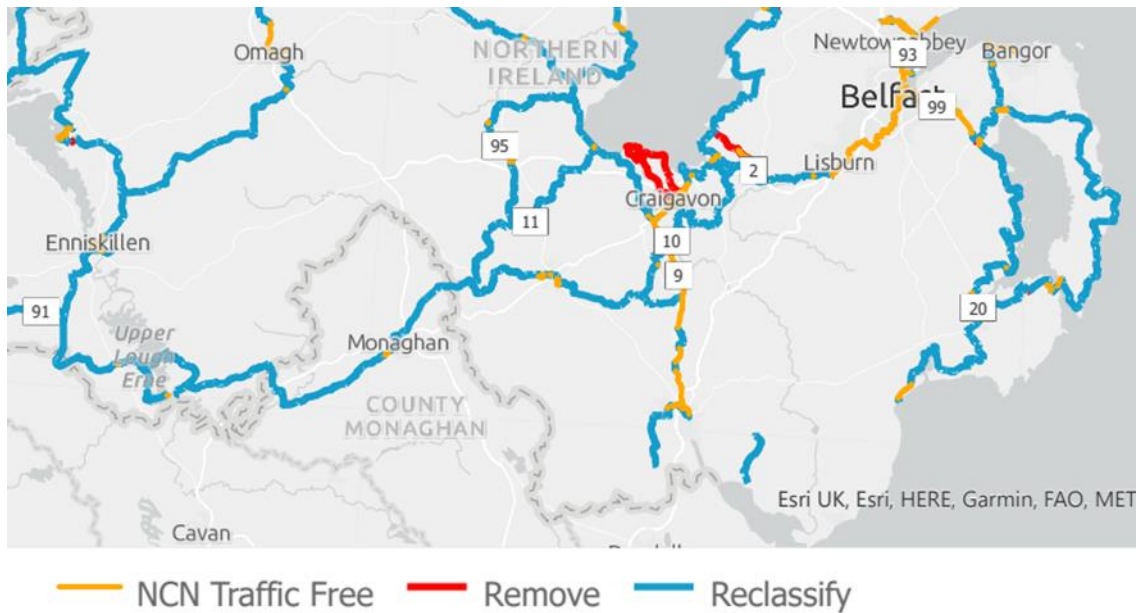 Omagh
NORTHERN
IRELAND
Newtownabbey
93
Bangor
Belfast
99
95
2
Lisburn
Craigavon
11
Enniskillen
10
9
91
20
Upper
Lough
Erne
Monaghan
COUNTY
MONAGHAN
Esri UK, Esri, HERE, Garmin, FAO, MET
Cavan
NCN Traffic Free
Remove
Reclassify